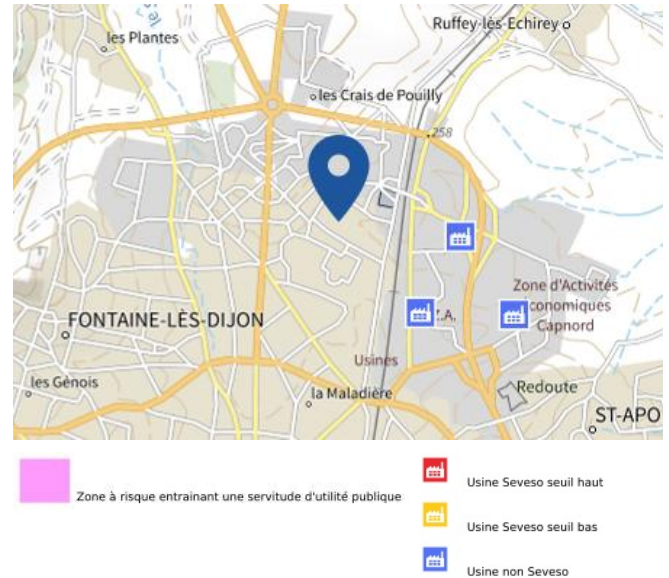 Ruffey-lès-Echirey
les Plantes
les Crais de Pouilly
258
Zone d'Activités
conomiques
Capnord
Z.A.
FONTAINE-LÈS-DIJON
Usines
les Génois
la Maladière
Redoute
ST-APO
Zone à risque entrainant une servitude d'utilité publique
Usine Seveso seuil haut
Usine Seveso seuil bas
Usine non Seveso